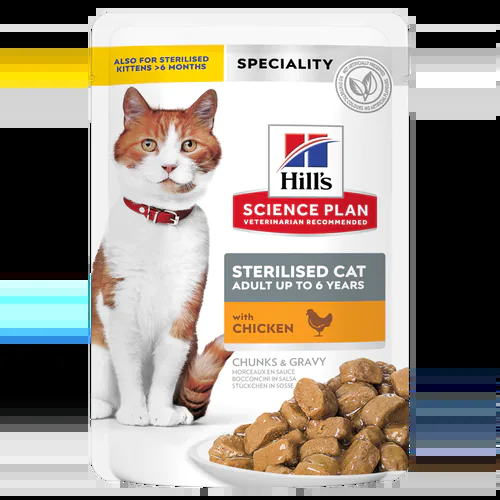 ALSO FOR STERILISED
KITTENS >6 MONTHS
SPECIALITY
Hill's
SCIENCE PLAN
VETERINARIAN RECOMMENDED
STERILISED CAT
ADULT UP TO 6 YEARS
with
CHICKEN
CHUNKS & GRAVY
MORCEAUX EN SAUCE
BOCCONCINI IN SALSA
STÜCKCHEN IN SOSSE